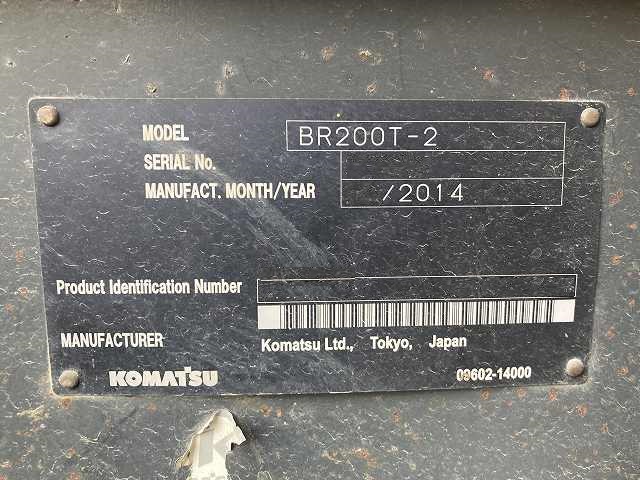 MODEL BR200T-2
SERIAL No.
MANUFACT. MONTH/YEAR /2014
Product Identification Number
MANUFACTURER Komatsu Ltd., Tokyo, Japan
KOMATSU 09602-14000